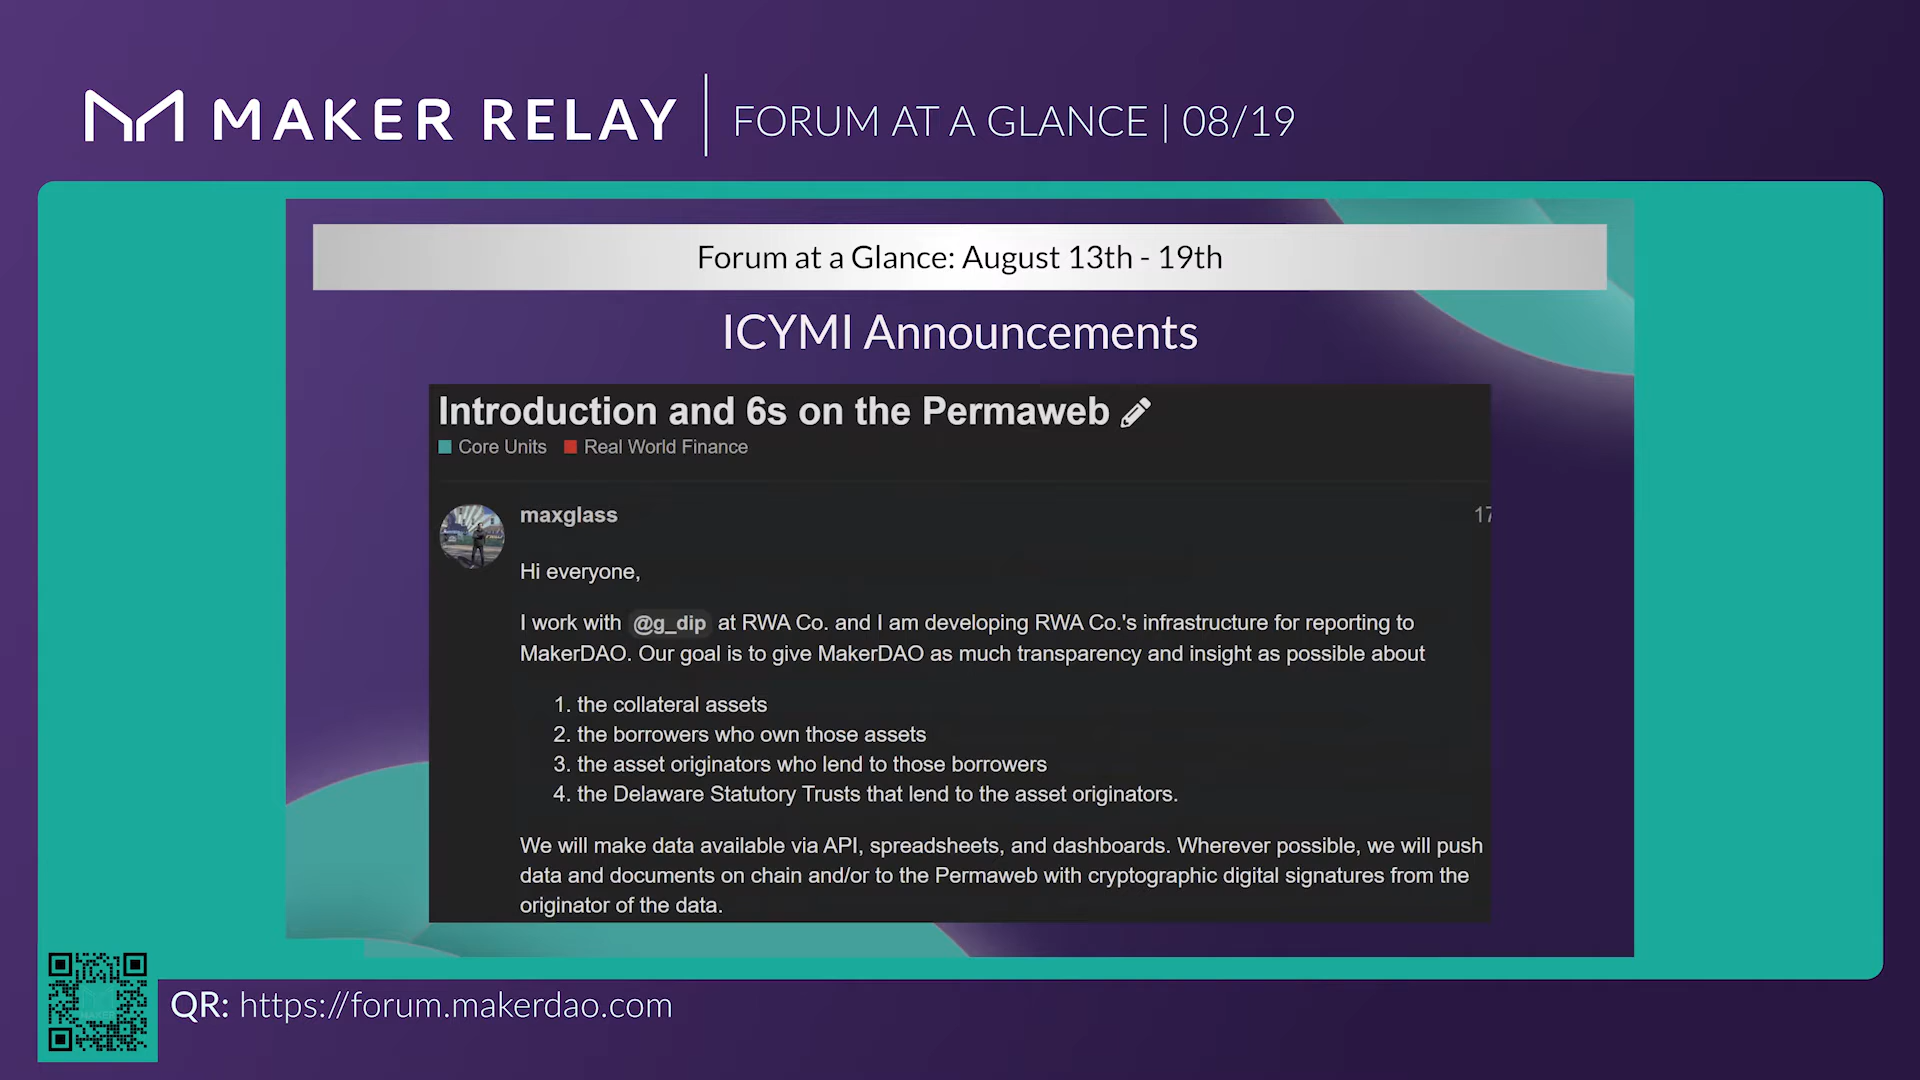 MAKER RELAY
FORUM AT A GLANCE | 08/19
Forum at a Glance: August 13th - 19th
ICYMI Announcements
Introduction and 6s on the Permaweb
Core Units Real World Finance
maxglass 17
Hi everyone,
I work with @g_dip at RWA Co. and I am developing RWA Co.'s infrastructure for reporting to
MakerDAO. Our goal is to give MakerDAO as much transparency and insight as possible about
1. the collateral assets
2. the borrowers who own those assets
3. the asset originators who lend to those borrowers
4. the Delaware Statutory Trusts that lend to the asset originators.
We will make data available via API, spreadsheets, and dashboards. Wherever possible, we will push
data and documents on chain and/or to the Permaweb with cryptographic digital signatures from the
originator of the data.
QR: https://forum.makerdao.com